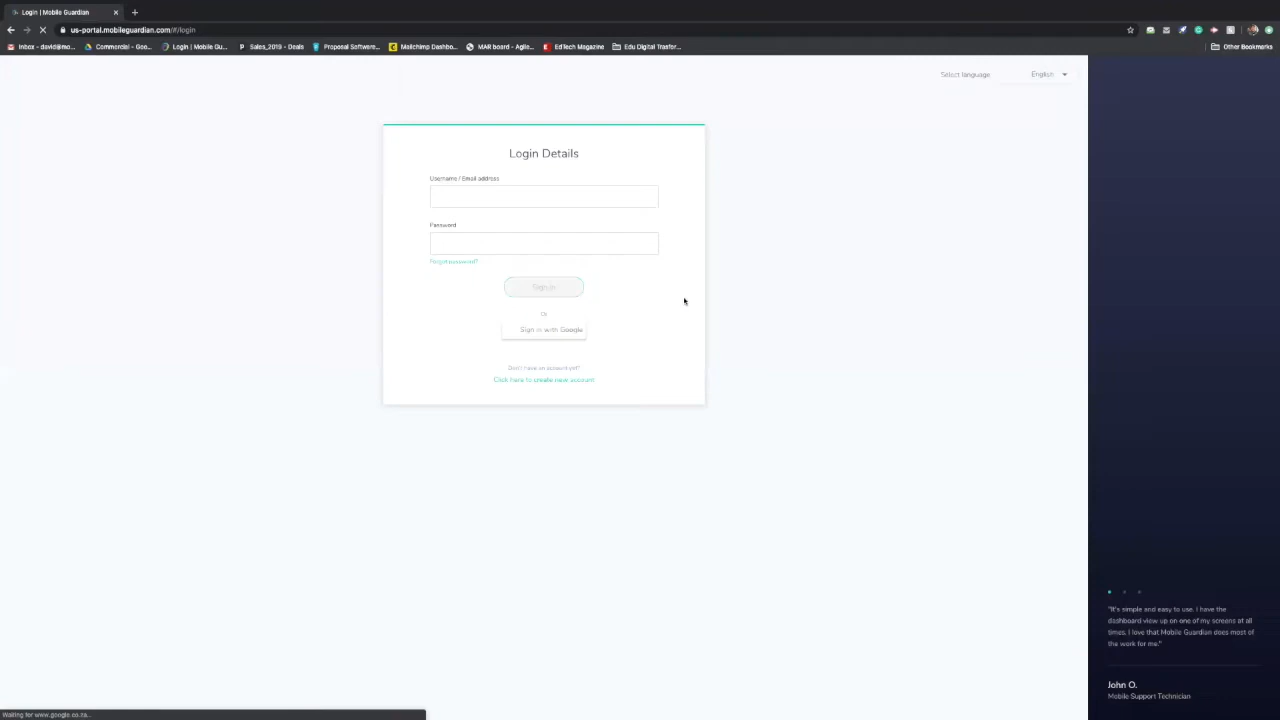 Login | Mobile Guardian
us-portal.mobileguardian.com/#/login
Inbox - david@mo...
Commercial - Goo...
Login | Mobile Gu...
Sales_2019 - Deals
Proposal Software...
Mailchimp Dashbo...
MAR board - Agile...
EdTech Magazine
Edu Digital Trasfor...
Other Bookmarks
Select language
English
Login Details
Username / Email address
Password
Forgot password?
Sign in
Or
Sign in with Google
Don't have an account yet?
Click here to create new account
"It's simple and easy to use. I have the
dashboard view up on one of my screens at all
times. I love that Mobile Guardian does most of
the work for me."
John O.
Mobile Support Technician
Waiting for www.google.co.za...